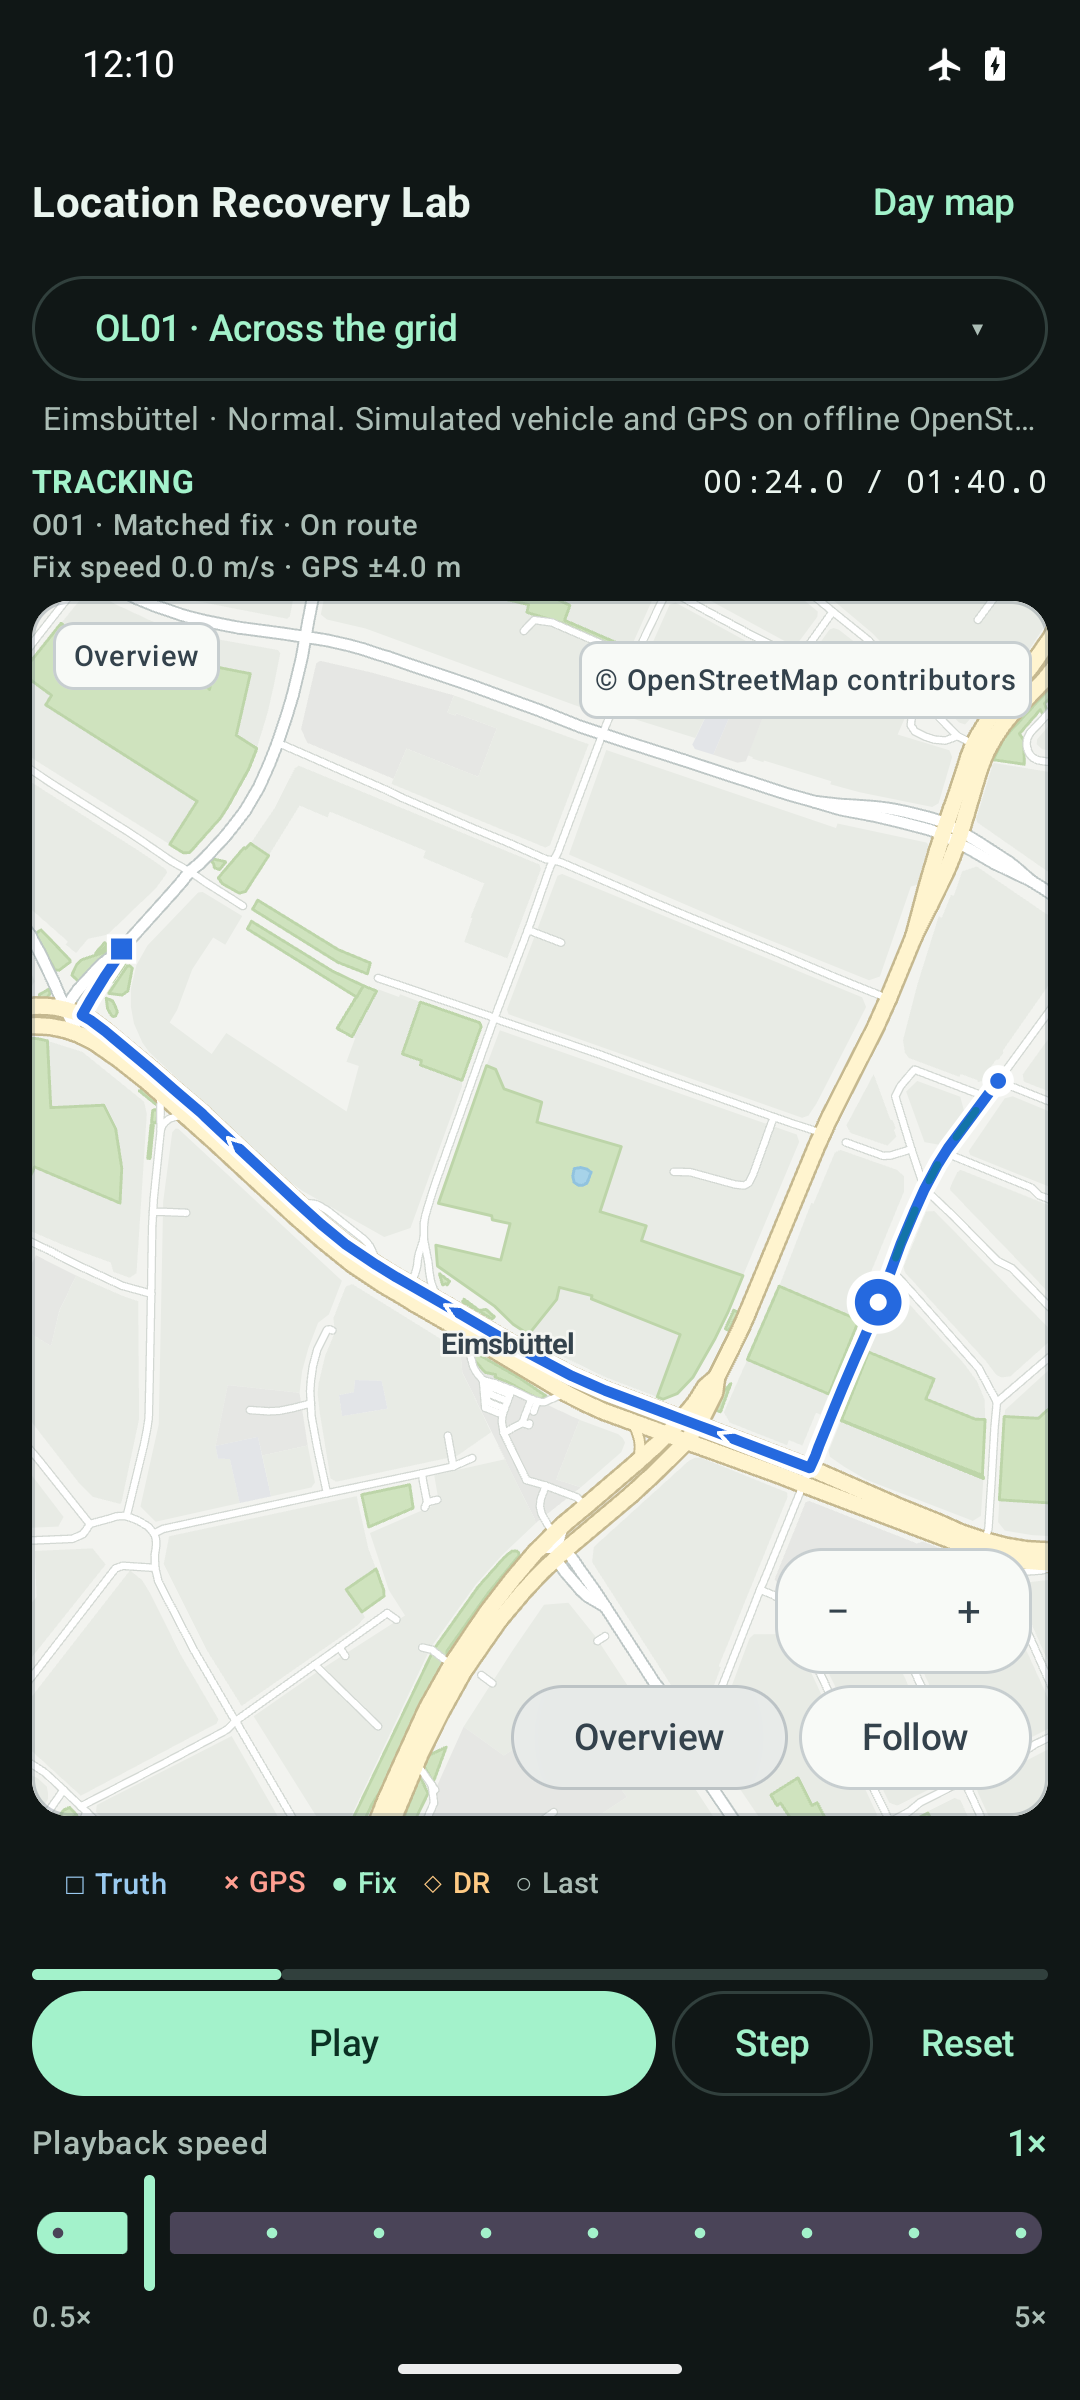 12:10
Location Recovery Lab
Day map
OL01 · Across the grid
Eimsbüttel · Normal. Simulated vehicle and GPS on offline OpenSt…
TRACKING
00:24.0 / 01:40.0
O01 · Matched fix · On route
Fix speed 0.0 m/s · GPS ±4.0 m
Overview
© OpenStreetMap contributors
Eimsbüttel
− +
Overview
Follow
□ Truth × GPS ● Fix ◇ DR ○ Last
Play
Step
Reset
Playback speed
1×
0.5×
5×